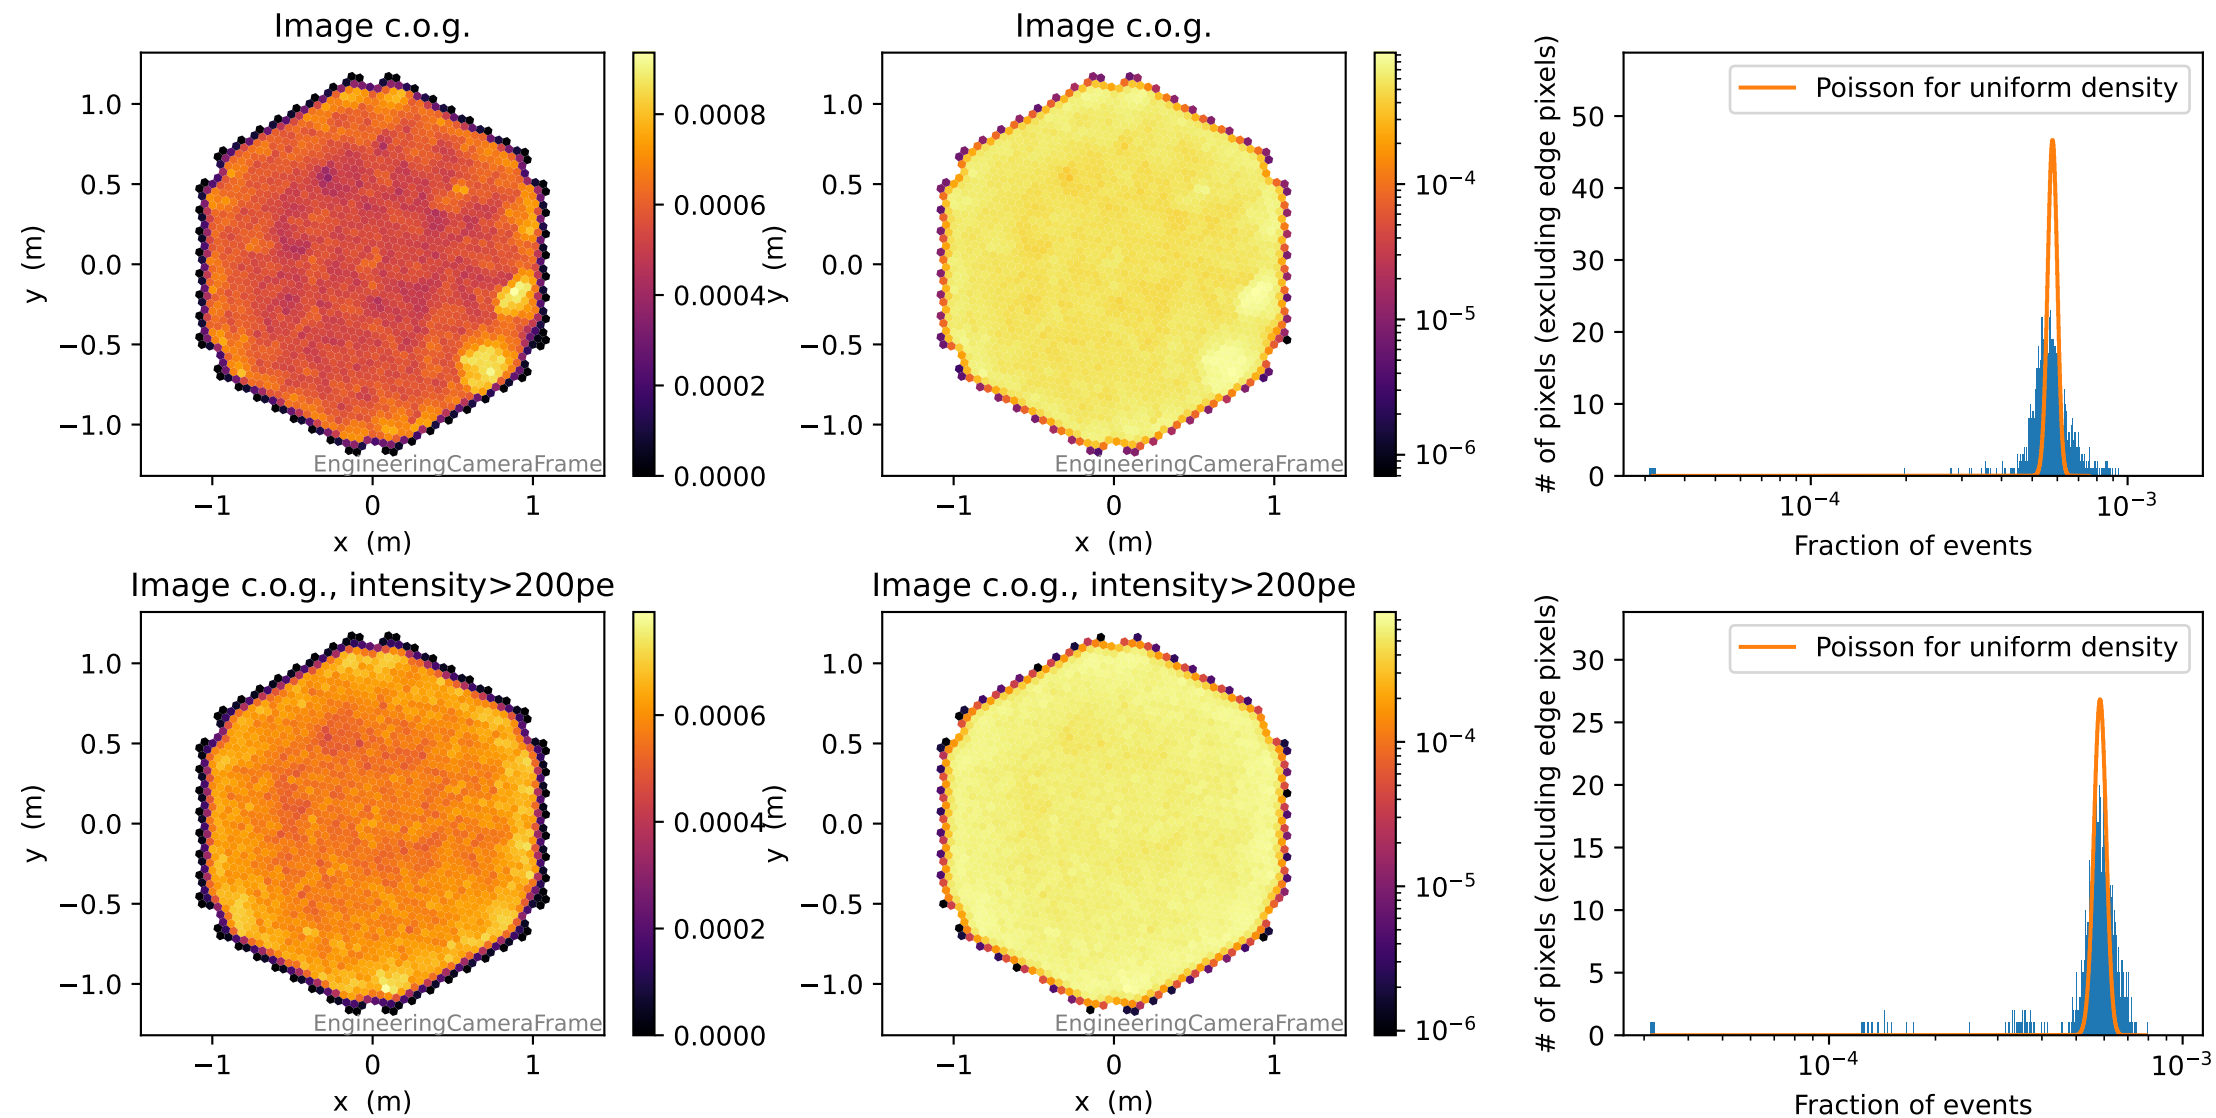 Image c.o.g.
y (m)
1.0
0.5
0.0
−0.5
−1.0
−1
0
1
x (m)
EngineeringCameraFrame
0.0008
0.0006
0.0004
0.0002
0.0000
Image c.o.g.
y (m)
1.0
0.5
0.0
−0.5
−1.0
−1
0
1
x (m)
EngineeringCameraFrame
10⁻⁴
10⁻⁵
10⁻⁶
# of pixels (excluding edge pixels)
50
40
30
20
10
0
Poisson for uniform density
10⁻⁴
10⁻³
Fraction of events
Image c.o.g., intensity>200pe
y (m)
1.0
0.5
0.0
−0.5
−1.0
−1
0
1
x (m)
EngineeringCameraFrame
0.0006
0.0004
0.0002
0.0000
Image c.o.g., intensity>200pe
y (m)
1.0
0.5
0.0
−0.5
−1.0
−1
0
1
x (m)
EngineeringCameraFrame
10⁻⁴
10⁻⁵
10⁻⁶
# of pixels (excluding edge pixels)
30
25
20
15
10
5
0
Poisson for uniform density
10⁻⁴
10⁻³
Fraction of events